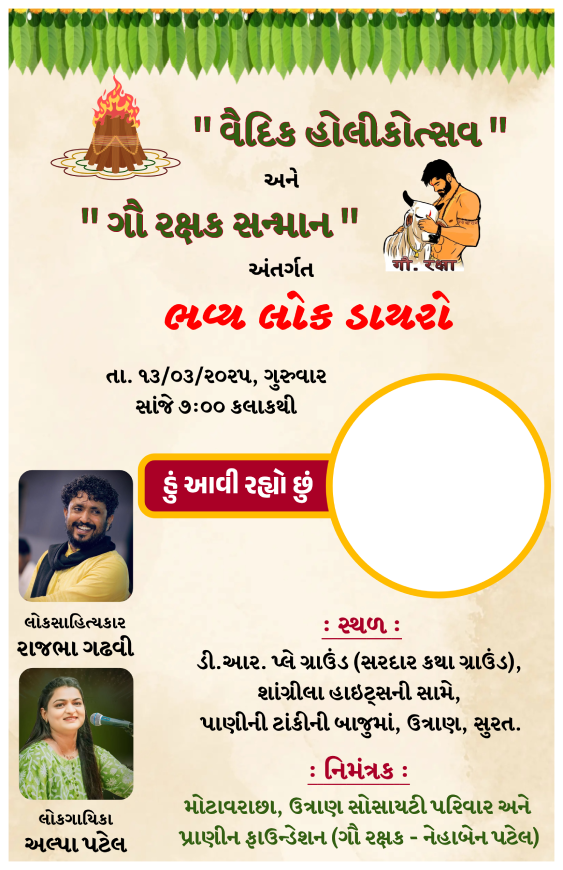 " વૈદિક હોલીકોત્સવ "
અને
" ગૌ રક્ષક સન્માન "
ગૌ. રક્ષા
અંતર્ગત
ભવ્ય લોક ડાયરો
તા. ૧૩/૦૩/૨૦૨૫, ગુરુવાર
સાંજે ૭:૦૦ કલાકથી
હું આવી રહ્યો છું
લોકસાહિત્યકાર
રાજભા ગઢવી
લોકગાયિકા
અલ્પા પટેલ
: સ્થળ :
ડી.આર. પ્લે ગ્રાઉંડ (સરદાર કથા ગ્રાઉંડ),
શાંગ્રીલા હાઇટ્સની સામે,
પાણીની ટાંકીની બાજુમાં, ઉત્રાણ, સુરત.
: નિમંત્રક :
મોટાવરાછા, ઉત્રાણ સોસાયટી પરિવાર અને
પ્રાણીન ફાઉન્ડેશન (ગૌ રક્ષક - નેહાબેન પટેલ)